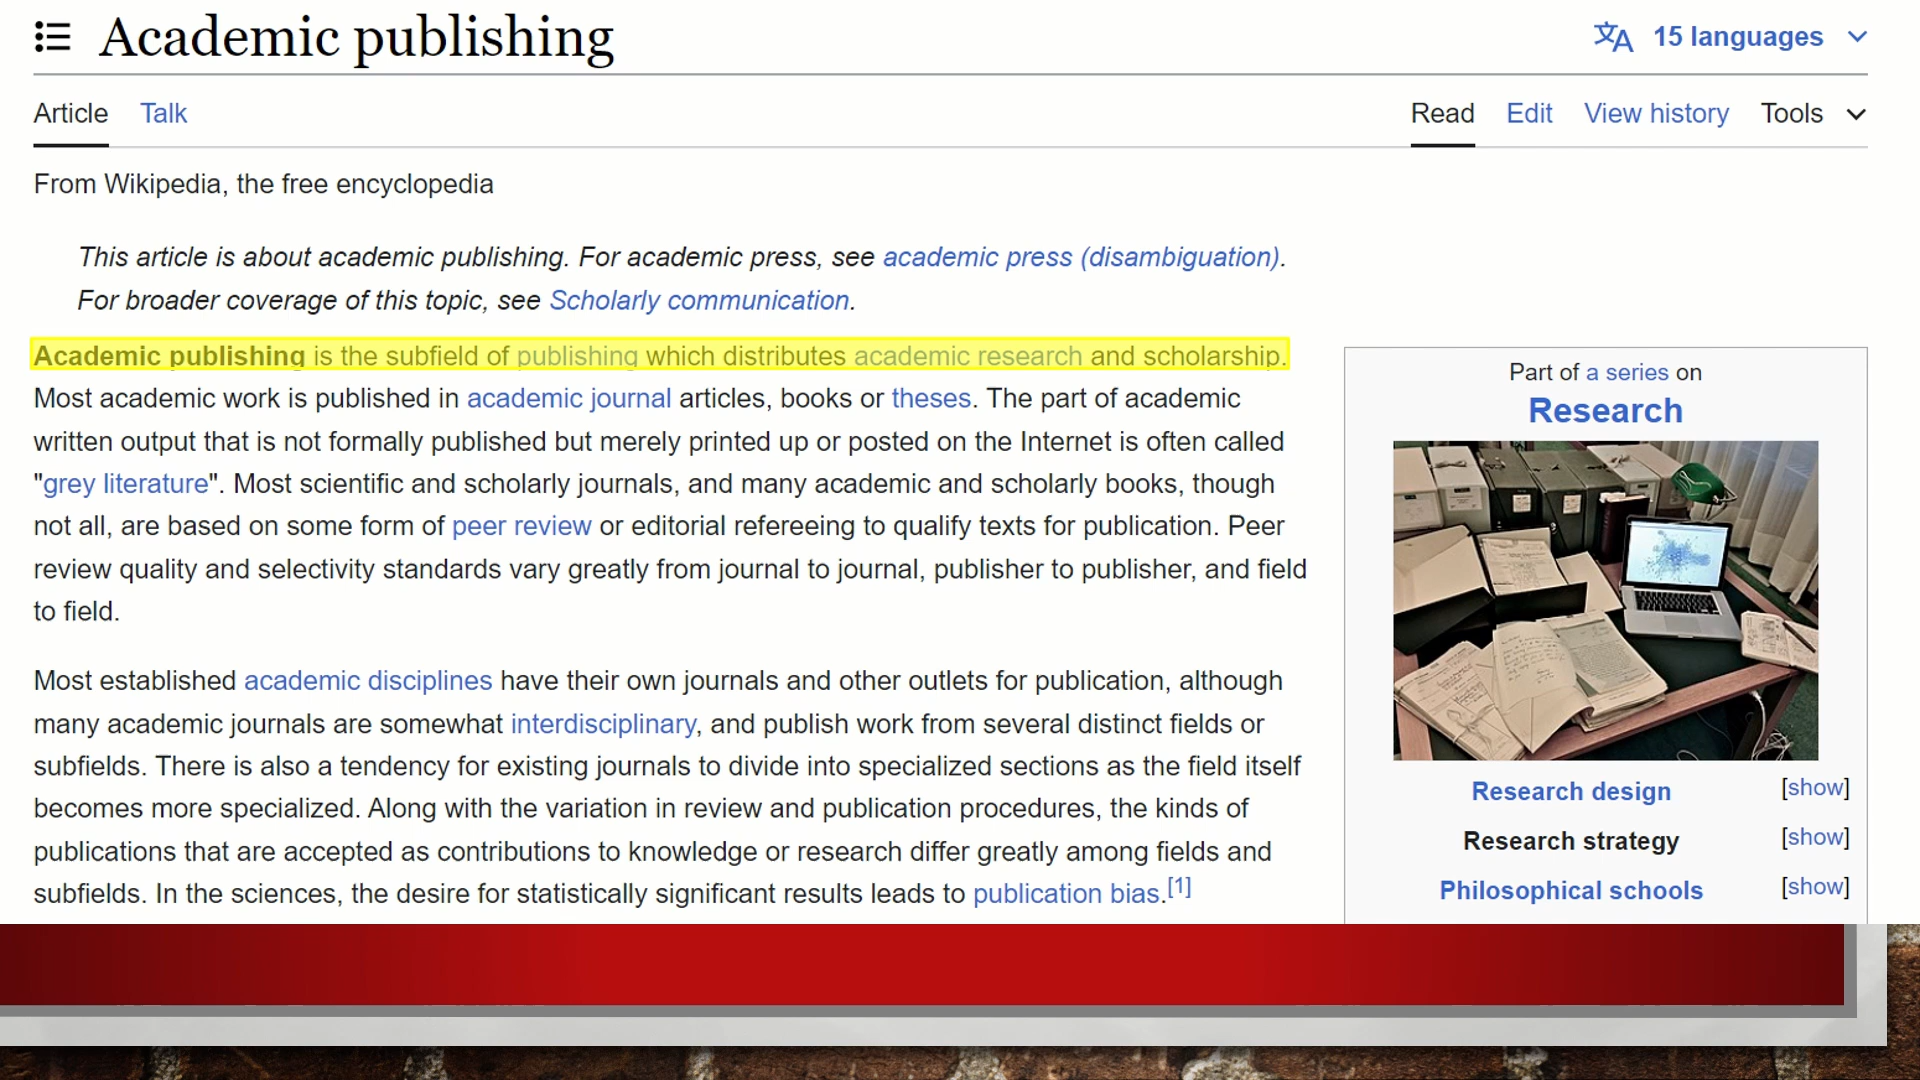 Academic publishing
15 languages
Article Talk
Read Edit View history Tools
From Wikipedia, the free encyclopedia
This article is about academic publishing. For academic press, see academic press (disambiguation).
For broader coverage of this topic, see Scholarly communication.
Academic publishing is the subfield of publishing which distributes academic research and scholarship.
Most academic work is published in academic journal articles, books or theses. The part of academic
written output that is not formally published but merely printed up or posted on the Internet is often called
"grey literature". Most scientific and scholarly journals, and many academic and scholarly books, though
not all, are based on some form of peer review or editorial refereeing to qualify texts for publication. Peer
review quality and selectivity standards vary greatly from journal to journal, publisher to publisher, and field
to field.
Most established academic disciplines have their own journals and other outlets for publication, although
many academic journals are somewhat interdisciplinary, and publish work from several distinct fields or
subfields. There is also a tendency for existing journals to divide into specialized sections as the field itself
becomes more specialized. Along with the variation in review and publication procedures, the kinds of
publications that are accepted as contributions to knowledge or research differ greatly among fields and
subfields. In the sciences, the desire for statistically significant results leads to publication bias.[1]
Part of a series on
Research
Research design [show]
Research strategy [show]
Philosophical schools [show]